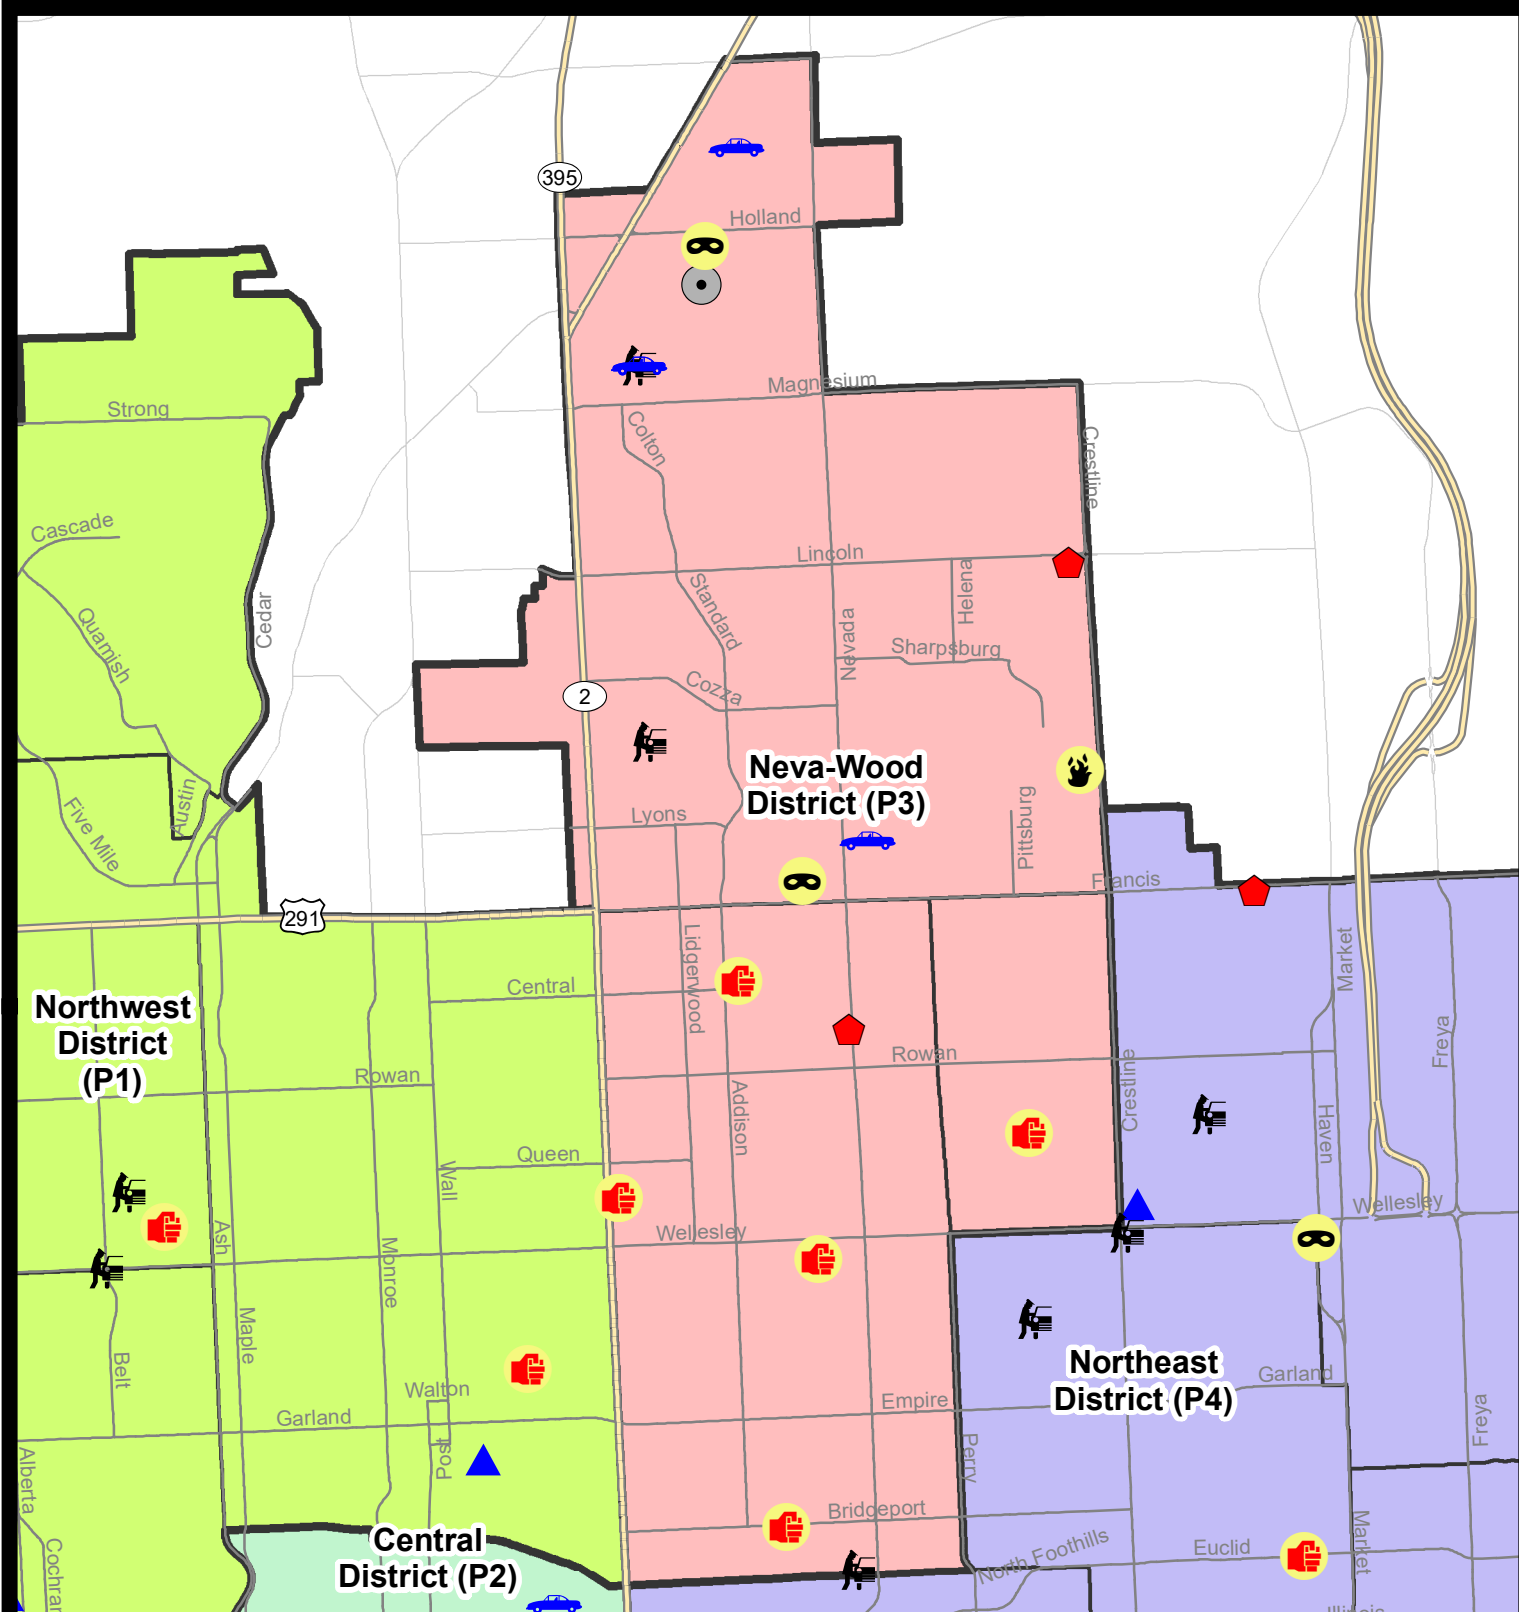 395
Holland
Magnesium
Strong
Colton
Crestline
Cascade
Lincoln
Helena
Standard
Quamish
Cedar
Nevada
Sharpsburg
Cozza
2
Neva-Wood
District (P3)
Five Mile
Austin
Lyons
Pittsburg
Francis
291
Lidgerwood
Market
Central
Northwest
District
(P1)
Freya
Rowan
Rowan
Addison
Crestline
Haven
Queen
Wall
Wellesley
Wellesley
Ash
Monroe
Maple
Belt
Northeast
District (P4)
Garland
Walton
Empire
Garland
Freya
Post
Perry
Alberta
Bridgeport
Central
District (P2)
North Foothills
Euclid
Market
Cochran